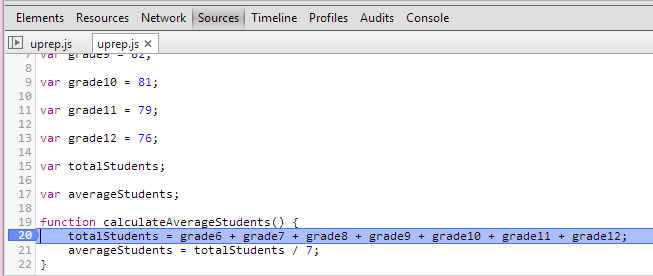 Elements Resources Network Sources Timeline Profiles Audits Console
uprep.js uprep.js ×
7 var grade9 = 82;
8
9 var grade10 = 81;
10
11 var grade11 = 79;
12
13 var grade12 = 76;
14
15 var totalStudents;
16
17 var averageStudents;
18
19 function calculateAverageStudents() {
20 totalStudents = grade6 + grade7 + grade8 + grade9 + grade10 + grade11 + grade12;
21 averageStudents = totalStudents / 7;
22 }